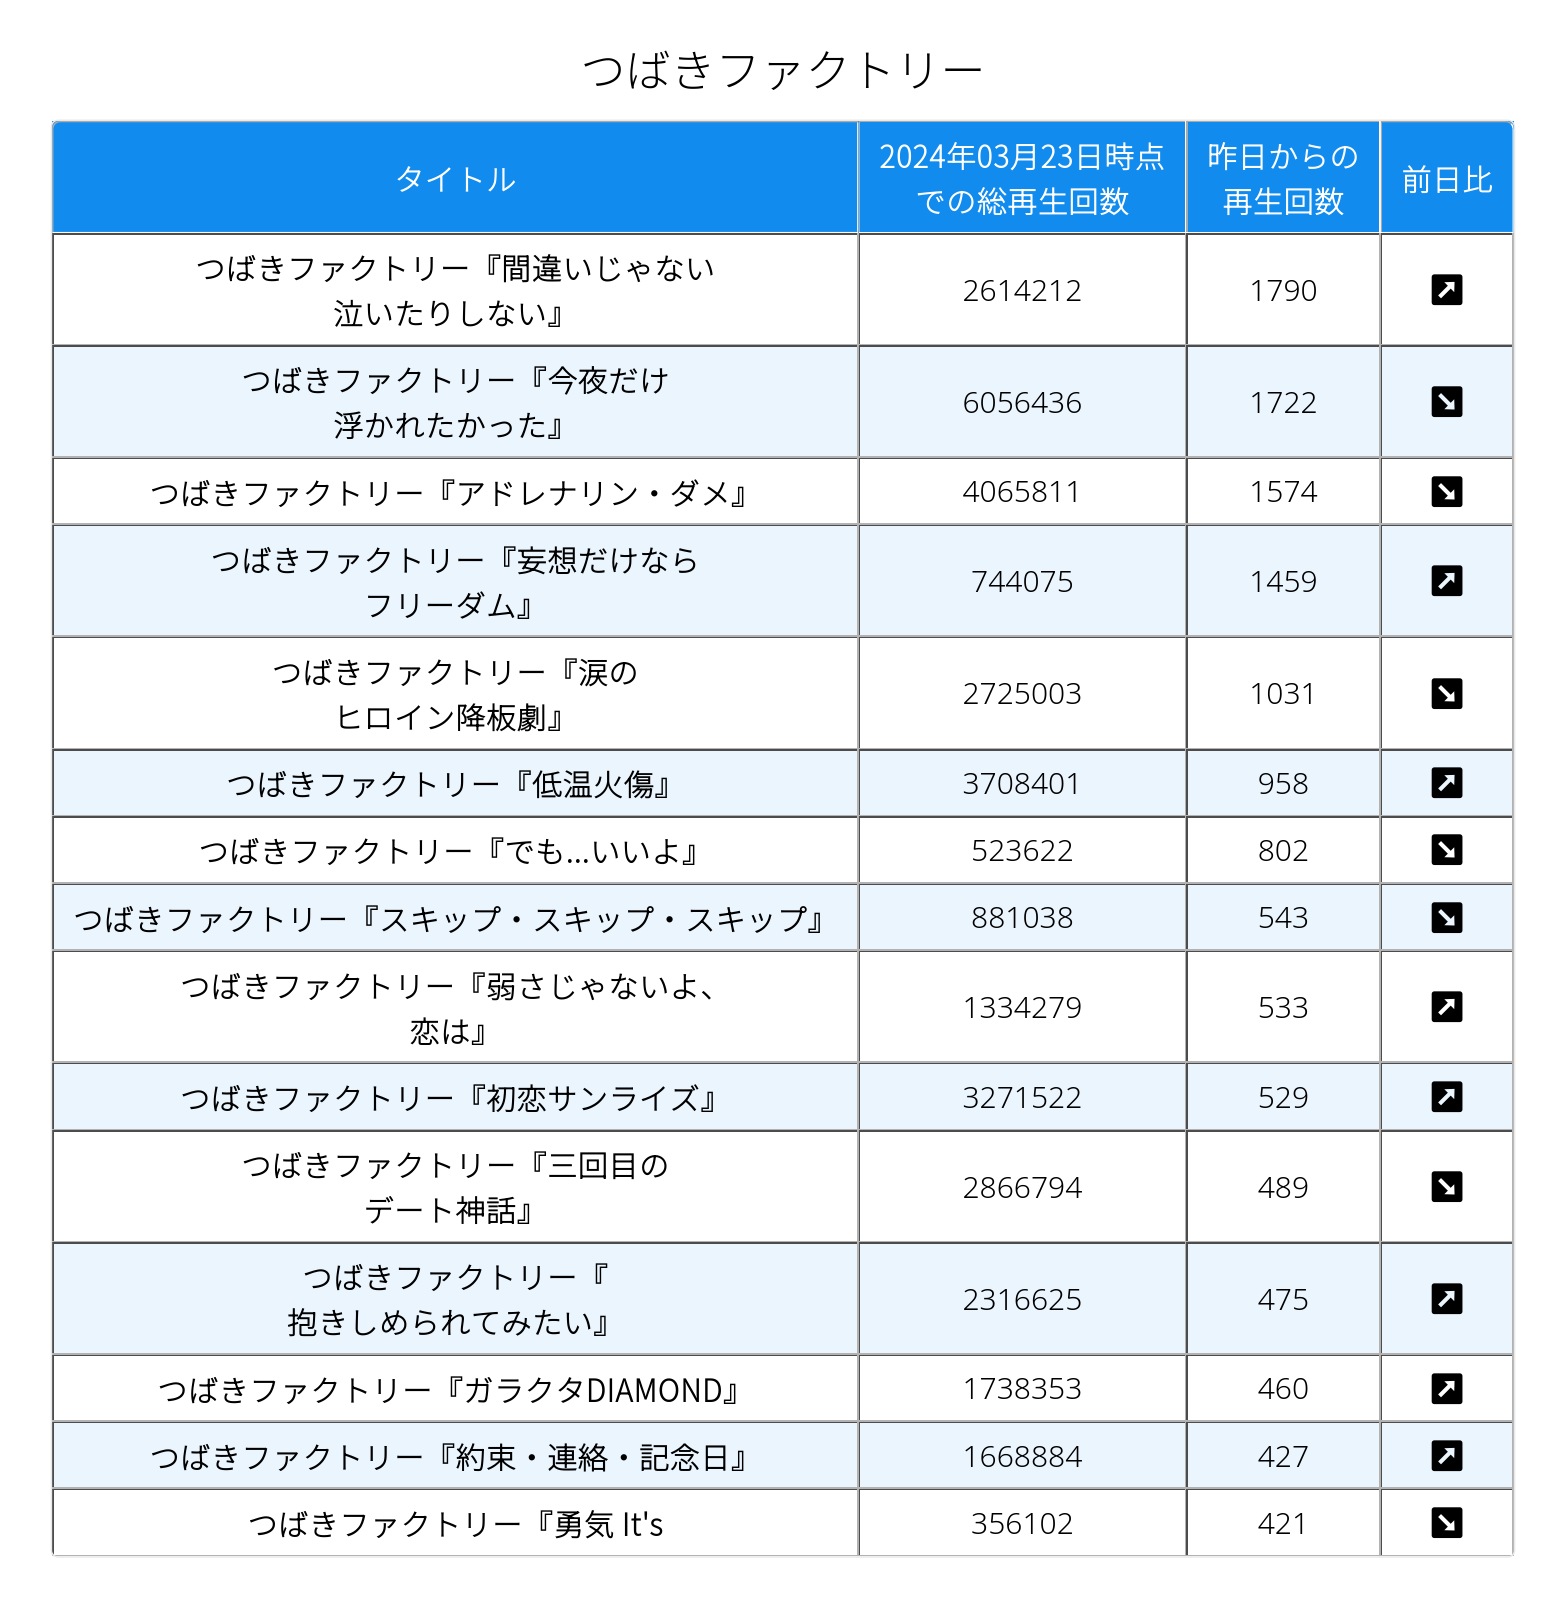 つばきファクトリー
タイトル
2024年03月23日時点
での総再生回数
昨日からの
再生回数
前日比
つばきファクトリー『間違いじゃない
泣いたりしない』
2614212
1790
つばきファクトリー『今夜だけ
浮かれたかった』
6056436
1722
つばきファクトリー『アドレナリン・ダメ』
4065811
1574
つばきファクトリー『妄想だけなら
フリーダム』
744075
1459
つばきファクトリー『涙の
ヒロイン降板劇』
2725003
1031
つばきファクトリー『低温火傷』
3708401
958
つばきファクトリー『でも...いいよ』
523622
802
つばきファクトリー『スキップ・スキップ・スキップ』
881038
543
つばきファクトリー『弱さじゃないよ、
恋は』
1334279
533
つばきファクトリー『初恋サンライズ』
3271522
529
つばきファクトリー『三回目の
デート神話』
2866794
489
つばきファクトリー『
抱きしめられてみたい』
2316625
475
つばきファクトリー『ガラクタDIAMOND』
1738353
460
つばきファクトリー『約束・連絡・記念日』
1668884
427
つばきファクトリー『勇気 It's
356102
421